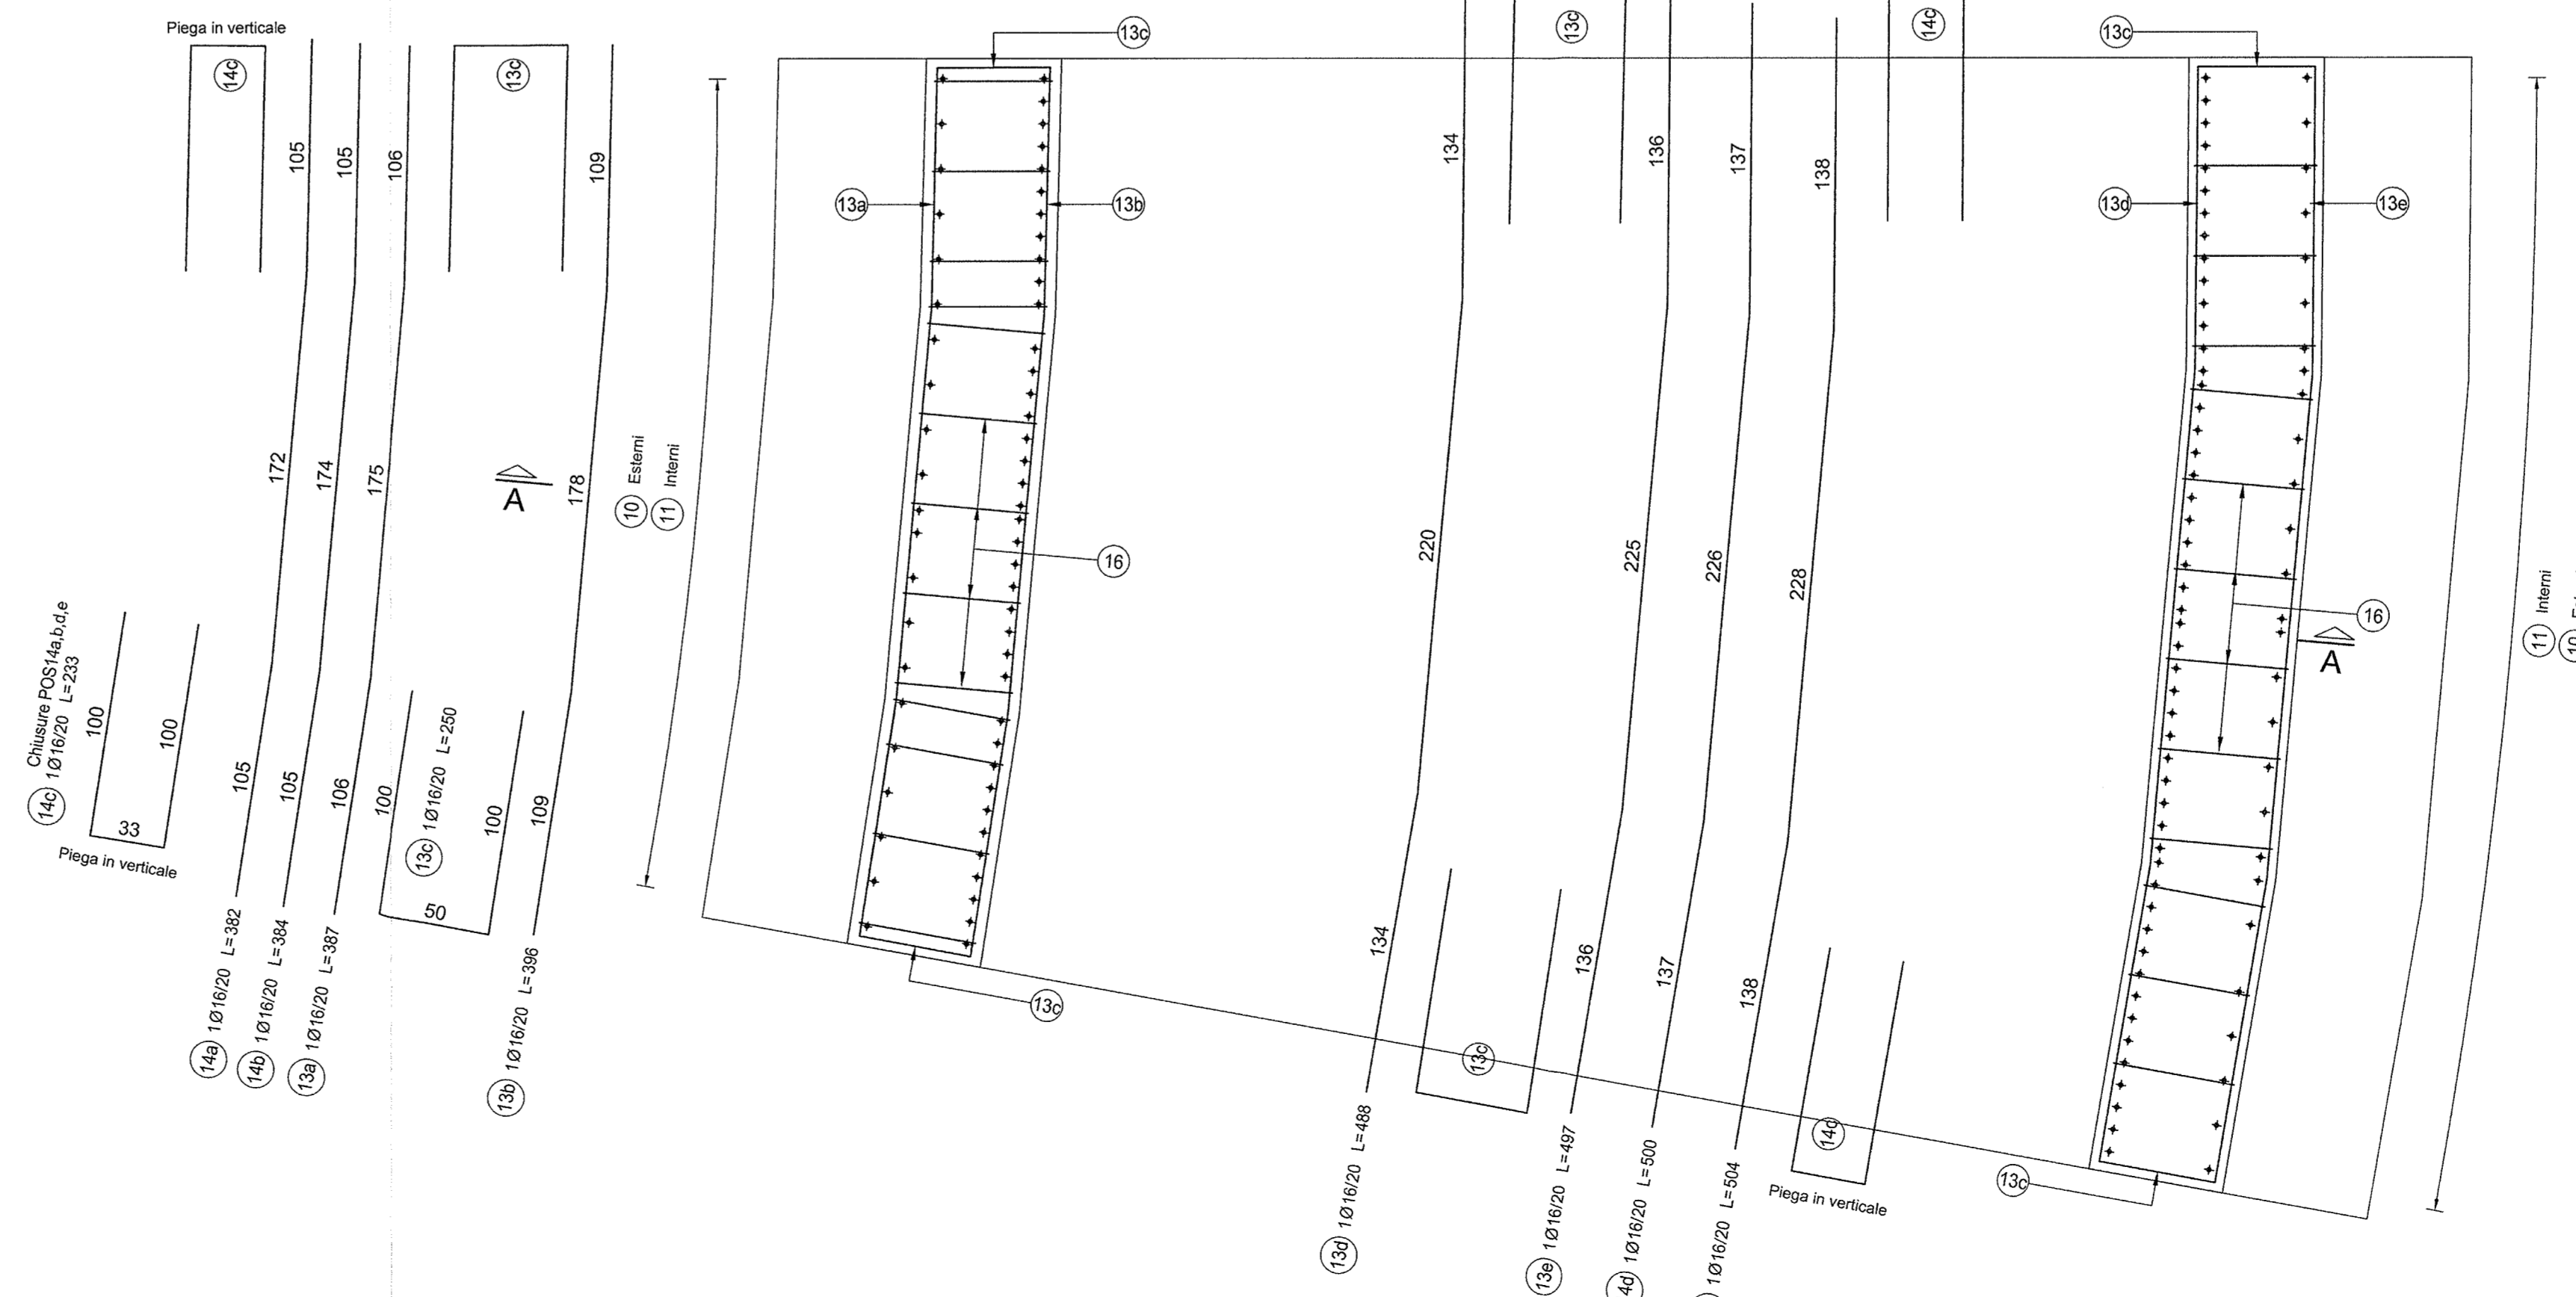 Piega in verticale
14c
105
105
106
13c
109
172
174
175
178
A
10 Esterni
11 Interni
Chiusure POS14a,b,d,e
14c 1Ø16/20 L=233
100
100
33
Piega in verticale
105
105
106
109
100
13c 1Ø16/20 L=250
100
50
14a 1Ø16/20 L=382
14b 1Ø16/20 L=384
13a 1Ø16/20 L=387
13b 1Ø16/20 L=396
13c
13a
13b
16
13c
13c
14c
134
136
137
138
220
225
226
228
134
136
137
138
13c
14c
Piega in verticale
13d 1Ø16/20 L=488
13e 1Ø16/20 L=497
4d 1Ø16/20 L=500
1Ø16/20 L=504
13c
13d
13e
16
A
13c
11 Interni
10